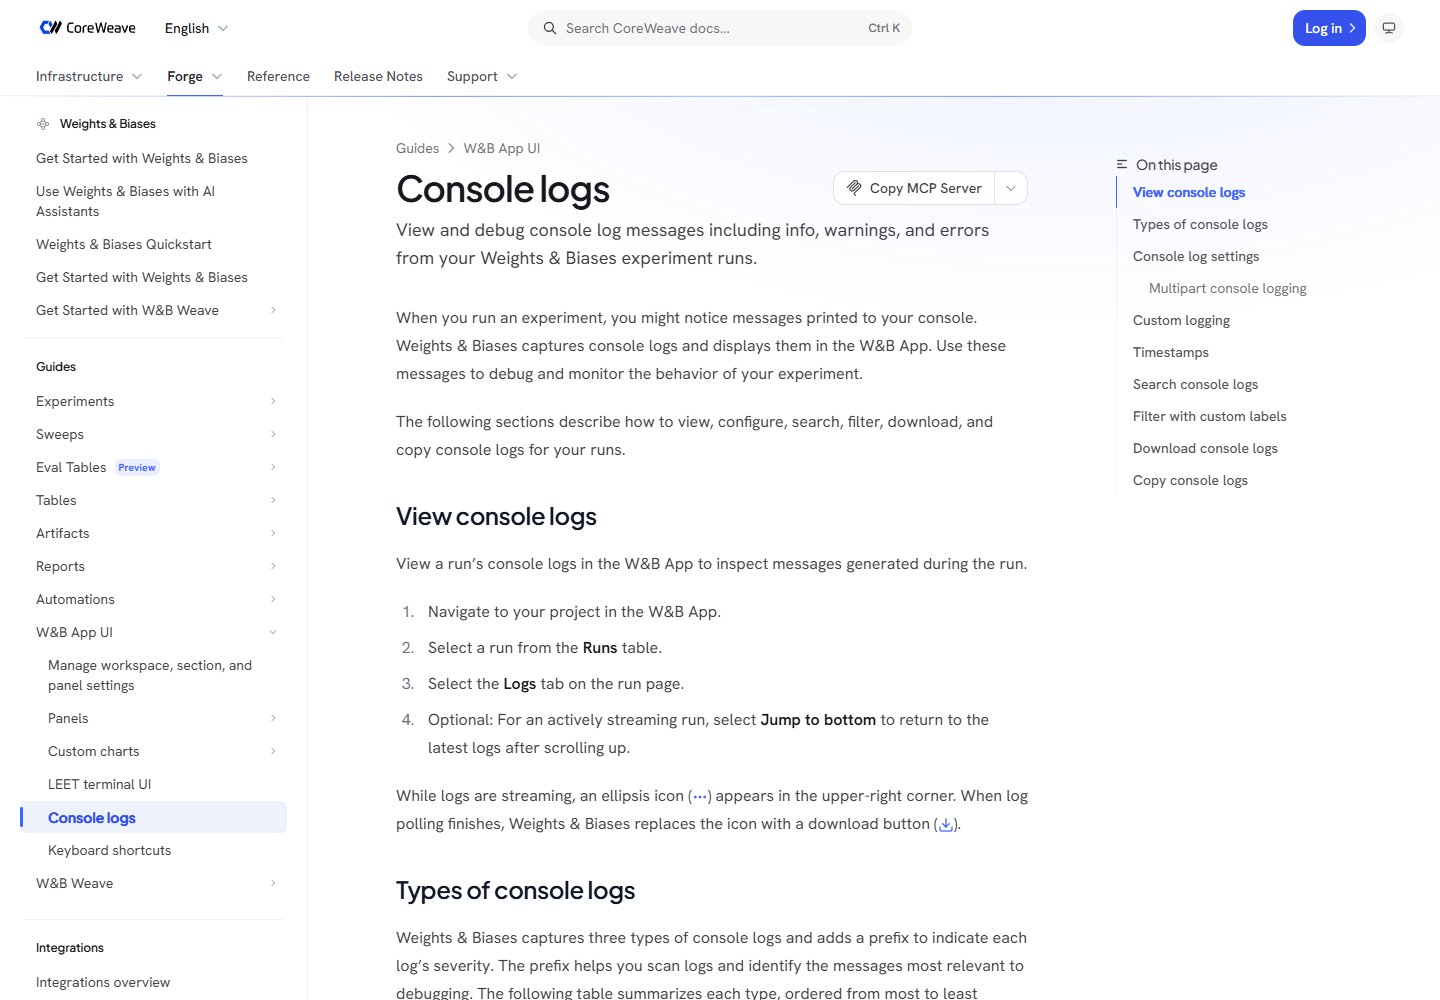 CoreWeave
English
Search CoreWeave docs...
Ctrl K
Log in
Infrastructure
Forge
Reference
Release Notes
Support
Weights & Biases
Get Started with Weights & Biases
Use Weights & Biases with AI
Assistants
Weights & Biases Quickstart
Get Started with Weights & Biases
Get Started with W&B Weave
Guides
Experiments
Sweeps
Eval Tables Preview
Tables
Artifacts
Reports
Automations
W&B App UI
Manage workspace, section, and
panel settings
Panels
Custom charts
LEET terminal UI
Console logs
Keyboard shortcuts
W&B Weave
Integrations
Integrations overview
Guides > W&B App UI
Console logs
Copy MCP Server
View and debug console log messages including info, warnings, and errors
from your Weights & Biases experiment runs.
When you run an experiment, you might notice messages printed to your console.
Weights & Biases captures console logs and displays them in the W&B App. Use these
messages to debug and monitor the behavior of your experiment.
The following sections describe how to view, configure, search, filter, download, and
copy console logs for your runs.
View console logs
View a run’s console logs in the W&B App to inspect messages generated during the run.
1. Navigate to your project in the W&B App.
2. Select a run from the Runs table.
3. Select the Logs tab on the run page.
4. Optional: For an actively streaming run, select Jump to bottom to return to the
latest logs after scrolling up.
While logs are streaming, an ellipsis icon (···) appears in the upper-right corner. When log
polling finishes, Weights & Biases replaces the icon with a download button ().
Types of console logs
Weights & Biases captures three types of console logs and adds a prefix to indicate each
log’s severity. The prefix helps you scan logs and identify the messages most relevant to
debugging. The following table summarizes each type, ordered from most to least
On this page
View console logs
Types of console logs
Console log settings
Multipart console logging
Custom logging
Timestamps
Search console logs
Filter with custom labels
Download console logs
Copy console logs